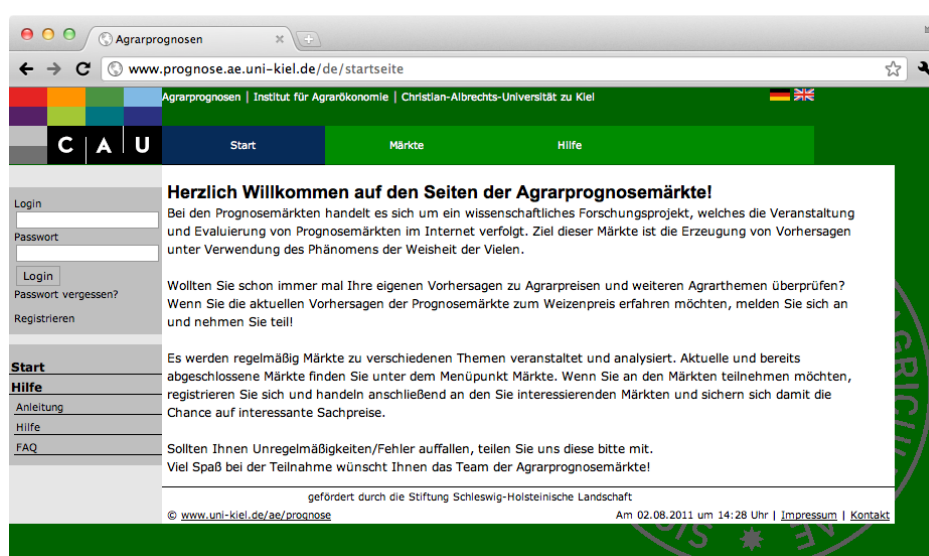 Agrarprognosen
www.prognose.ae.uni-kiel.de/de/startseite
Agrarprognosen | Institut für Agrarökonomie | Christian-Albrechts-Universität zu Kiel
C | A | U
Start
Märkte
Hilfe
Login
Passwort
Login
Passwort vergessen?
Registrieren
Start
Hilfe
Anleitung
Hilfe
FAQ
Herzlich Willkommen auf den Seiten der Agrarprognosemärkte!
Bei den Prognosemärkten handelt es sich um ein wissenschaftliches Forschungsprojekt, welches die Veranstaltung
und Evaluierung von Prognosemärkten im Internet verfolgt. Ziel dieser Märkte ist die Erzeugung von Vorhersagen
unter Verwendung des Phänomens der Weisheit der Vielen.
Wollten Sie schon immer mal Ihre eigenen Vorhersagen zu Agrarpreisen und weiteren Agrarthemen überprüfen?
Wenn Sie die aktuellen Vorhersagen der Prognosemärkte zum Weizenpreis erfahren möchten, melden Sie sich an
und nehmen Sie teil!
Es werden regelmäßig Märkte zu verschiedenen Themen veranstaltet und analysiert. Aktuelle und bereits
abgeschlossene Märkte finden Sie unter dem Menüpunkt Märkte. Wenn Sie an den Märkten teilnehmen möchten,
registrieren Sie sich und handeln anschließend an den Sie interessierenden Märkten und sichern sich damit die
Chance auf interessante Sachpreise.
Sollten Ihnen Unregelmäßigkeiten/Fehler auffallen, teilen Sie uns diese bitte mit.
Viel Spaß bei der Teilnahme wünscht Ihnen das Team der Agrarprognosemärkte!
gefördert durch die Stiftung Schleswig-Holsteinische Landschaft
© www.uni-kiel.de/ae/prognose
Am 02.08.2011 um 14:28 Uhr | Impressum | Kontakt